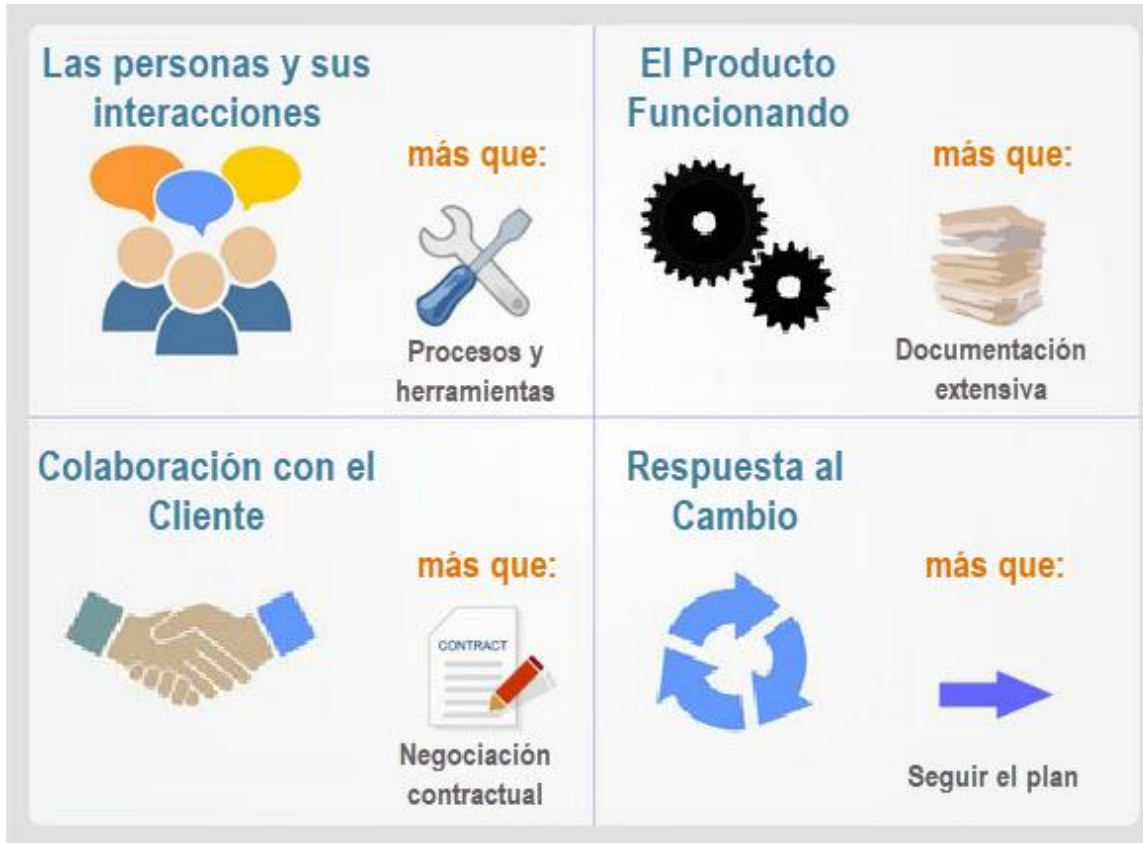 Las personas y sus
interacciones
más que:
Procesos y
herramientas
El Producto
Funcionando
más que:
Documentación
extensiva
Colaboración con el
Cliente
más que:
CONTRACT
Negociación
contractual
Respuesta al
Cambio
más que:
Seguir el plan